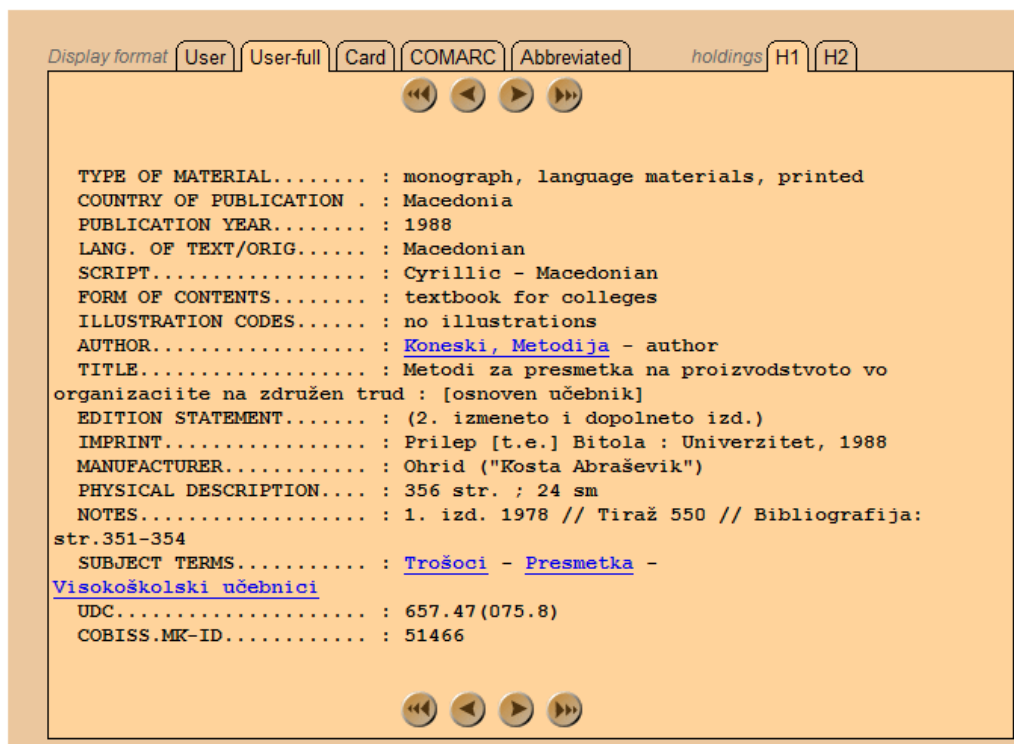 Display format User User-full Card COMARC Abbreviated holdings H1 H2
TYPE OF MATERIAL........ : monograph, language materials, printed
COUNTRY OF PUBLICATION . : Macedonia
PUBLICATION YEAR........ : 1988
LANG. OF TEXT/ORIG...... : Macedonian
SCRIPT.................. : Cyrillic - Macedonian
FORM OF CONTENTS........ : textbook for colleges
ILLUSTRATION CODES...... : no illustrations
AUTHOR.................. : Koneski, Metodija - author
TITLE................... : Metodi za presmetka na proizvodstvoto vo
organizaciite na združen trud : [osnoven učebnik]
EDITION STATEMENT....... : (2. izmeneto i dopolneto izd.)
IMPRINT................. : Prilep [t.e.] Bitola : Univerzitet, 1988
MANUFACTURER............ : Ohrid ("Kosta Abraševik")
PHYSICAL DESCRIPTION.... : 356 str. ; 24 sm
NOTES................... : 1. izd. 1978 // Tiraž 550 // Bibliografija:
str.351-354
SUBJECT TERMS........... : Trošoci - Presmetka -
Visokoškolski učebnici
UDC..................... : 657.47(075.8)
COBISS.MK-ID............ : 51466